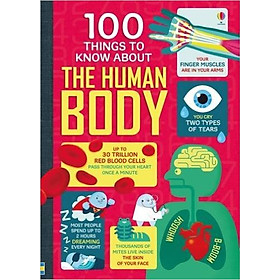 100
THINGS TO
KNOW ABOUT
THE HUMAN
BODY
YOUR
FINGER MUSCLES
ARE IN YOUR ARMS
YOU CRY
TWO TYPES
OF TEARS
UP TO
30 TRILLION
RED BLOOD CELLS
PASS THROUGH YOUR HEART
ONCE A MINUTE
MOST PEOPLE
SPEND UP TO
2 HOURS
DREAMING
EVERY NIGHT
ZZZZ
THOUSANDS OF
MITES LIVE INSIDE
THE SKIN
OF YOUR FACE
WHOOSH
B-BOOM